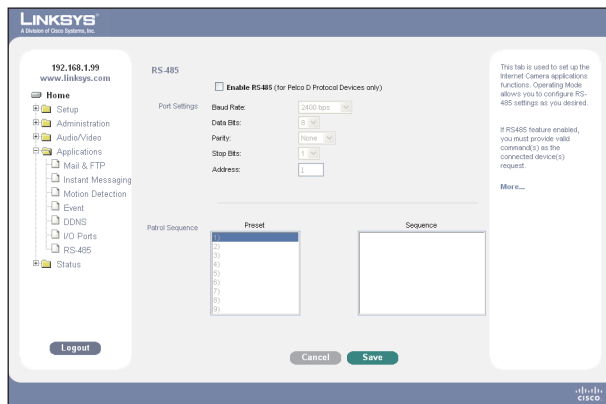 LINKSYS®
A Division of Cisco Systems, Inc.
192.168.1.99
www.linksys.com
Home
Setup
Administration
Audio/Video
Applications
Mail & FTP
Instant Messaging
Motion Detection
Event
DDNS
I/O Ports
RS-485
Status
Logout
RS-485
Enable RS485 (for Pelco D Protocol Devices only)
Port Settings
Baud Rate: 2400 bps
Data Bits: 8
Parity: None
Stop Bits: 1
Address: 1
Patrol Sequence
Preset
Sequence
1)
2)
3)
4)
5)
6)
7)
8)
9)
Cancel
Save
This tab is used to set up the
Internet Camera applications
functions. Operating Mode
allows you to configure RS-
485 settings as you desired.
If RS485 feature enabled,
you must provide valid
command(s) as the
connected device(s)
request.
More...
CISCO